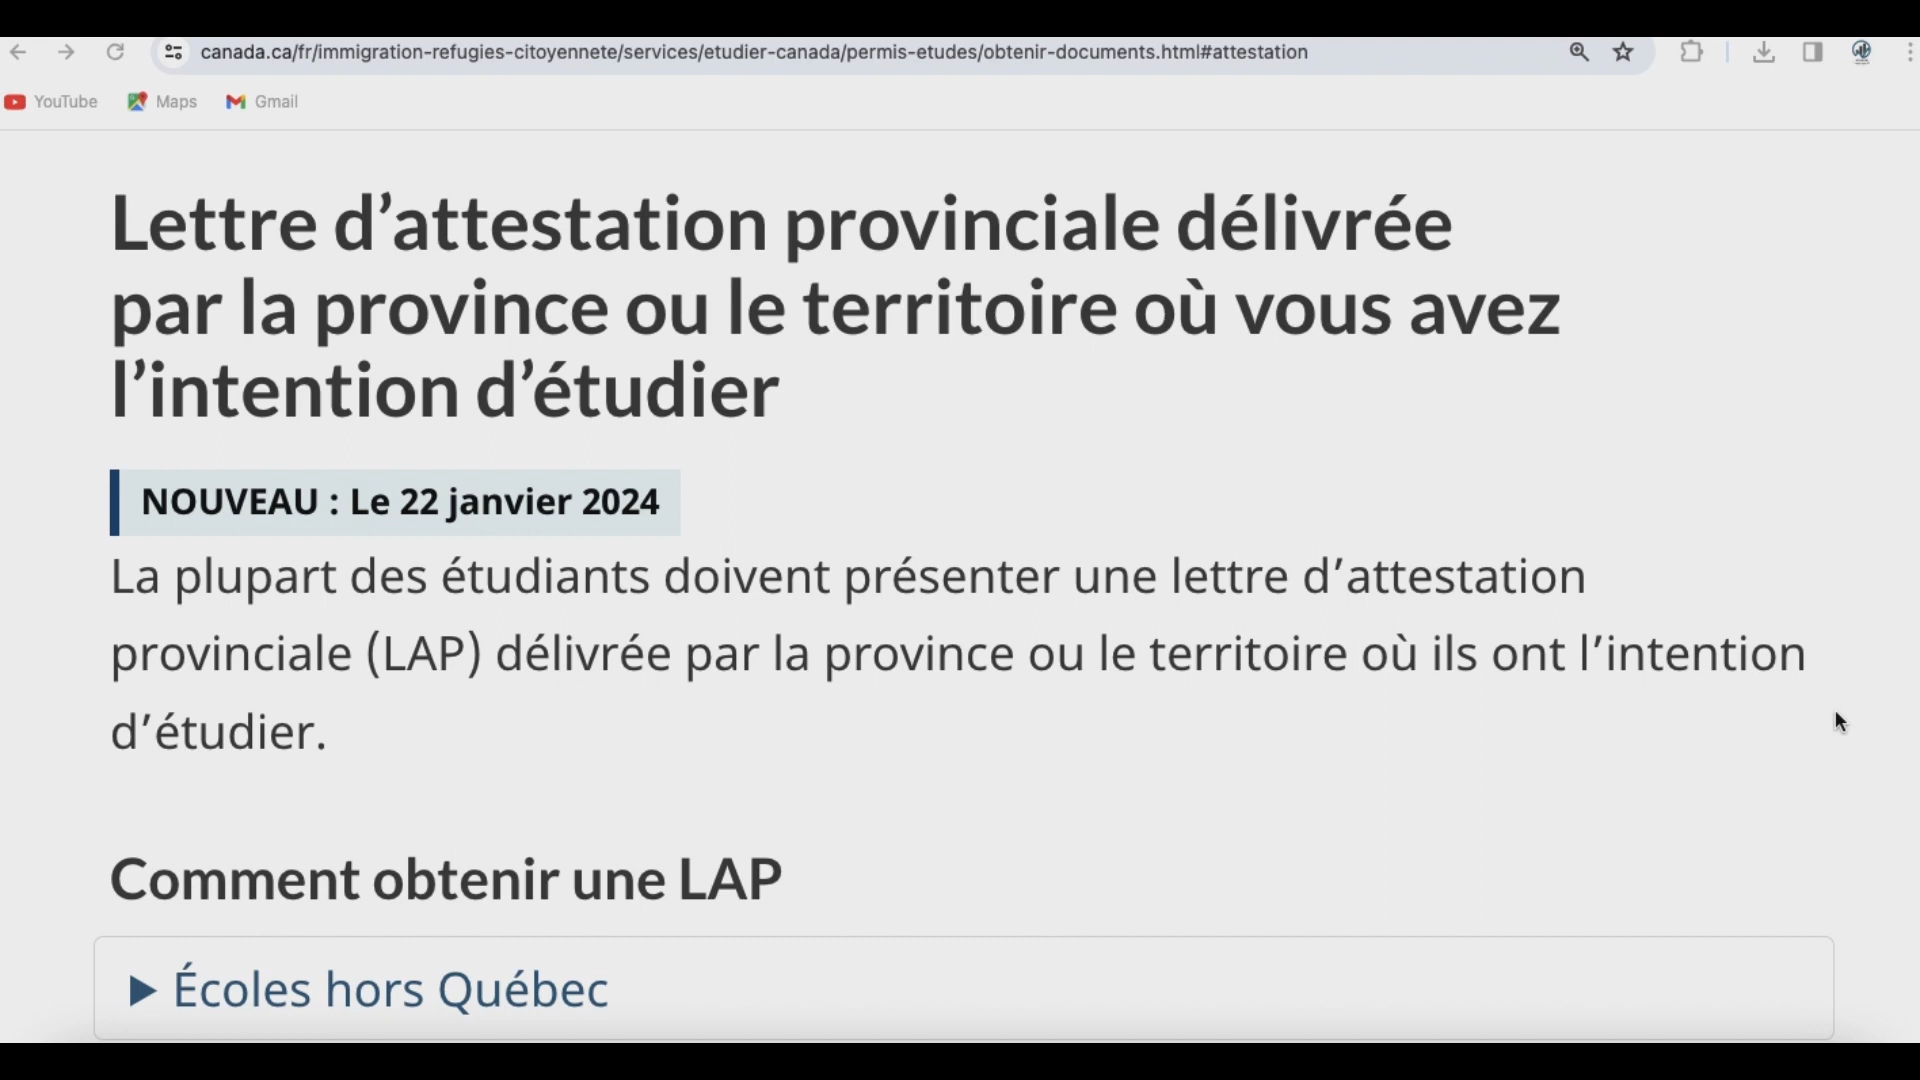 canada.ca/fr/immigration-refugies-citoyennete/services/etudier-canada/permis-etudes/obtenir-documents.html#attestation
YouTube Maps Gmail
Lettre d’attestation provinciale délivrée
par la province ou le territoire où vous avez
l’intention d’étudier
NOUVEAU : Le 22 janvier 2024
La plupart des étudiants doivent présenter une lettre d’attestation
provinciale (LAP) délivrée par la province ou le territoire où ils ont l’intention
d’étudier.
Comment obtenir une LAP
Écoles hors Québec